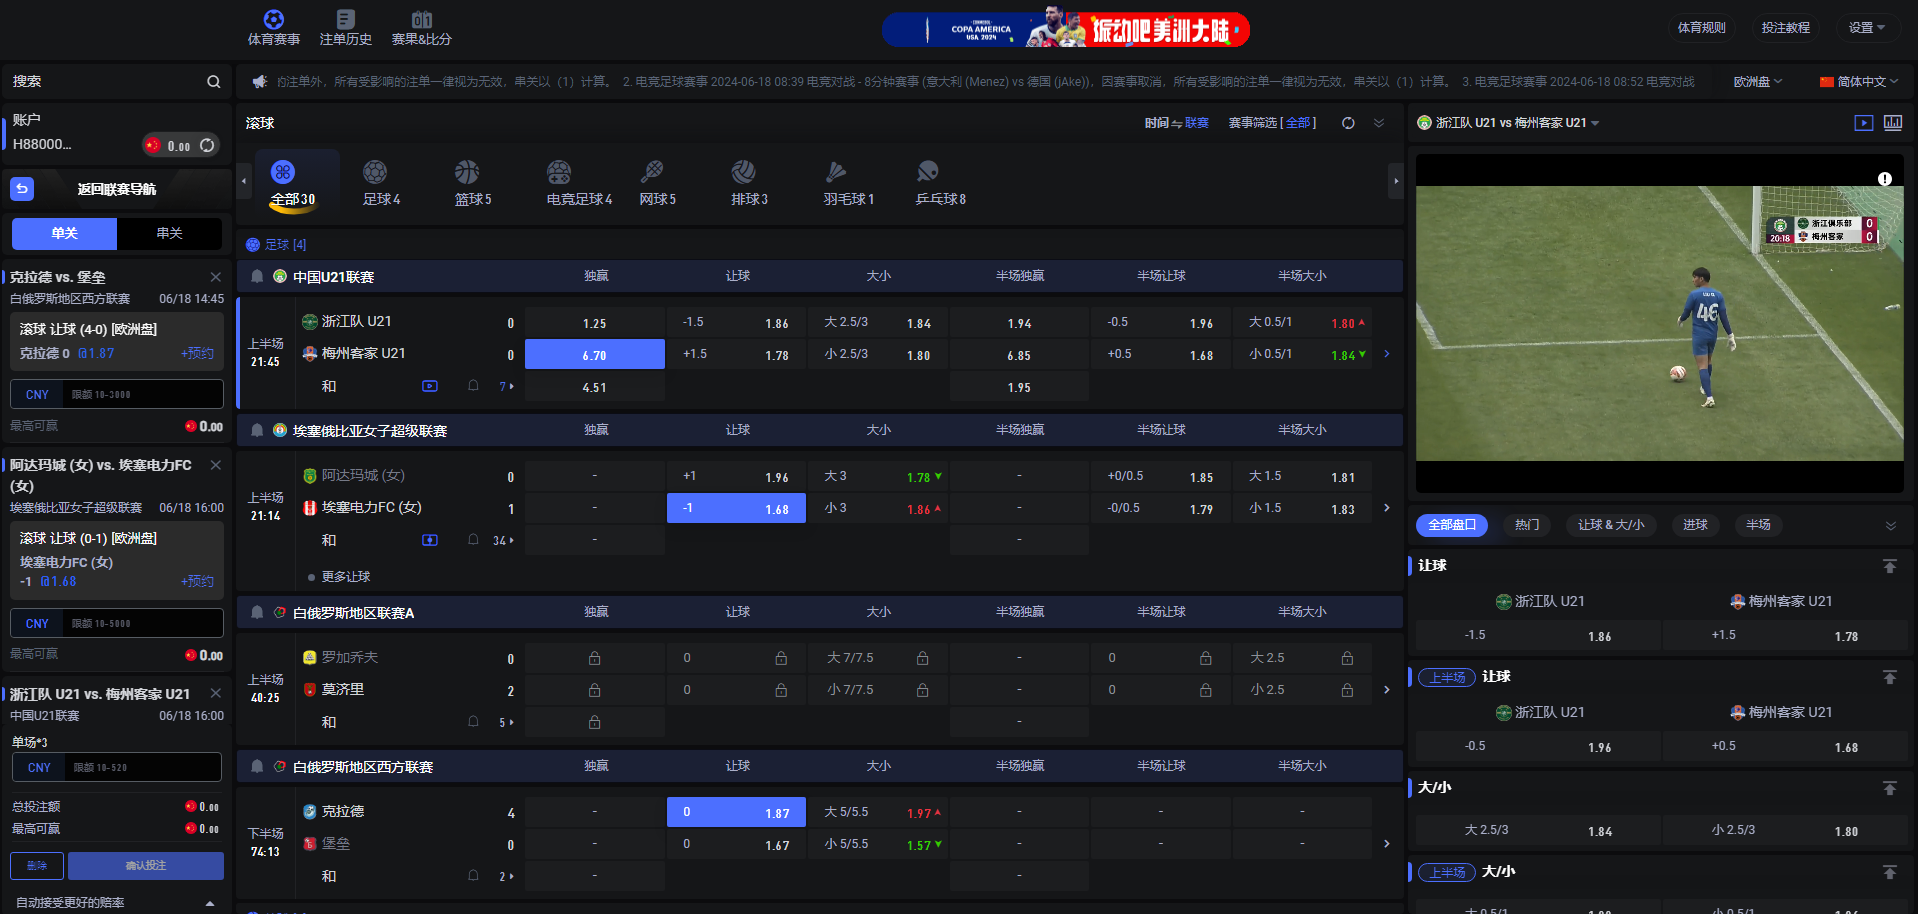 体育赛事
注单历史
赛果&比分
COPA AMERICA
USA 2024
振动吧美洲大陆
体育规则
投注教程
设置
搜索
的注单外，所有受影响的注单一律视为无效，串关以（1）计算。 2. 电竞足球赛事 2024-06-18 08:39 电竞对战 - 8分钟赛事 (意大利 (Menez) vs 德国 (jAke))，因赛事取消，所有受影响的注单一律视为无效，串关以（1）计算。 3. 电竞足球赛事 2024-06-18 08:52 电竞对战
欧洲盘
简体中文
账户
H88000...
0.00
返回联赛导航
单关
串关
克拉德 vs. 堡垒
白俄罗斯地区西方联赛 06/18 14:45
滚球 让球 (4-0) [欧洲盘]
克拉德 0 @1.87 +预约
CNY 限额 10-3000
最高可赢 0.00
阿达玛城 (女) vs. 埃塞电力FC
(女)
埃塞俄比亚女子超级联赛 06/18 16:00
滚球 让球 (0-1) [欧洲盘]
埃塞电力FC (女)
-1 @1.68 +预约
CNY 限额 10-5000
最高可赢 0.00
浙江队 U21 vs. 梅州客家 U21
中国U21联赛 06/18 16:00
单场*3
CNY 限额 10-520
总投注额 0.00
最高可赢 0.00
删除 确认投注
自动接受更好的赔率
滚球
时间 联赛 赛事筛选 [ 全部 ]
全部 30 足球 4 篮球 5 电竞足球 4 网球 5 排球 3 羽毛球 1 乒乓球 8
足球 [4]
中国U21联赛 独赢 让球 大小 半场独赢 半场让球 半场大小
上半场
21:45
浙江队 U21 0 1.25 -1.5 1.86 大 2.5/3 1.84 1.94 -0.5 1.96 大 0.5/1 1.80
梅州客家 U21 0 6.70 +1.5 1.78 小 2.5/3 1.80 6.85 +0.5 1.68 小 0.5/1 1.84
和 7 4.51 1.95
埃塞俄比亚女子超级联赛 独赢 让球 大小 半场独赢 半场让球 半场大小
上半场
21:14
阿达玛城 (女) 0 - +1 1.96 大 3 1.78 - +0/0.5 1.85 大 1.5 1.81
埃塞电力FC (女) 1 - -1 1.68 小 3 1.86 - -0/0.5 1.79 小 1.5 1.83
和 34 - -
更多让球
白俄罗斯地区联赛A 独赢 让球 大小 半场独赢 半场让球 半场大小
上半场
40:25
罗加乔夫 0 0 大 7/7.5 - 0 大 2.5
莫济里 2 0 小 7/7.5 - 0 小 2.5
和 5 -
白俄罗斯地区西方联赛 独赢 让球 大小 半场独赢 半场让球 半场大小
下半场
74:13
克拉德 4 - 0 1.87 大 5/5.5 1.97 - - -
堡垒 0 - 0 1.67 小 5/5.5 1.57 - - -
和 2 - -
浙江队 U21 vs 梅州客家 U21
20:18
浙江俱乐部 0
梅州客家 0
46
全部盘口 热门 让球 & 大/小 进球 半场
让球
浙江队 U21 梅州客家 U21
-1.5 1.86 +1.5 1.78
上半场 让球
浙江队 U21 梅州客家 U21
-0.5 1.96 +0.5 1.68
大/小
大 2.5/3 1.84 小 2.5/3 1.80
上半场 大/小
大 0.5/1 小 0.5/1